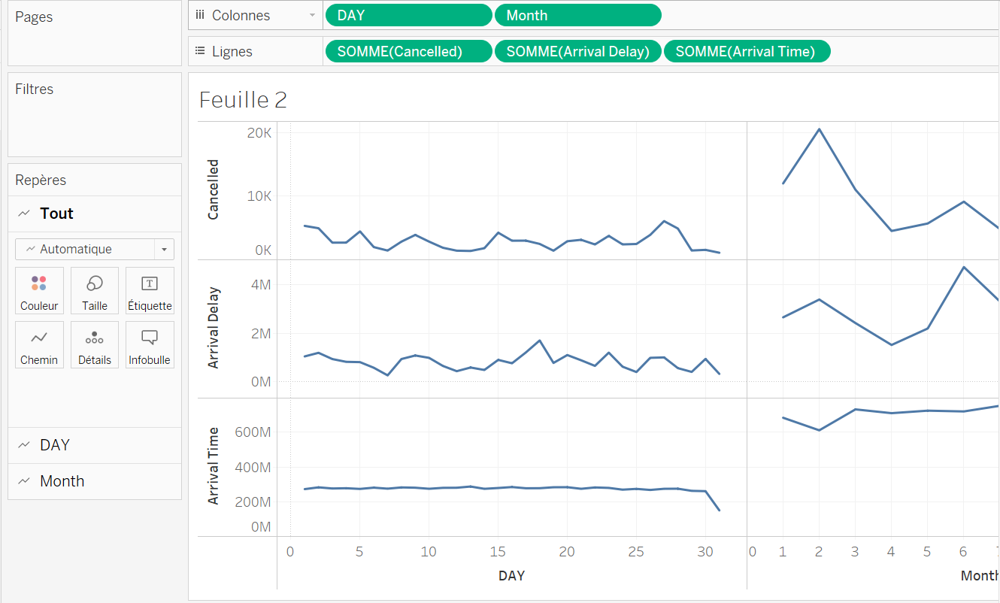 Pages
Colonnes
DAY
Month
Lignes
SOMME(Cancelled)
SOMME(Arrival Delay)
SOMME(Arrival Time)
Filtres
Repères
Tout
Automatique
Couleur
Taille
T
Étiquette
Chemin
Détails
Infobulle
DAY
Month
Feuille 2
Cancelled
20K
10K
0K
Arrival Delay
4M
2M
0M
Arrival Time
600M
400M
200M
0M
0 5 10 15 20 25 30
DAY
0 1 2 3 4 5 6
Month